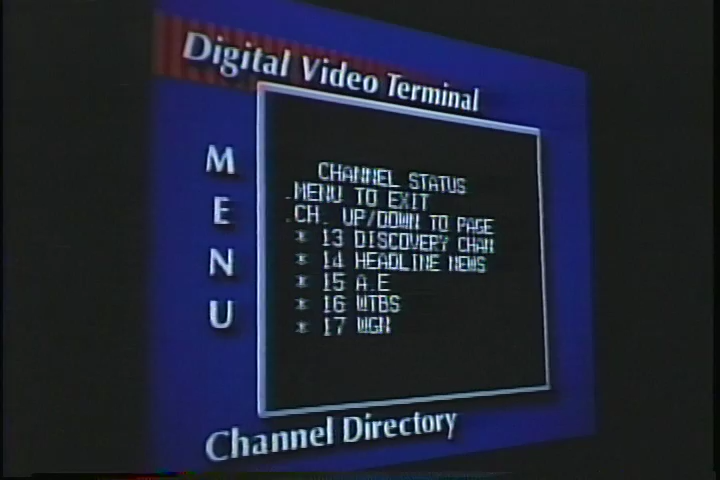 Digital Video Terminal
MENU
CHANNEL STATUS
.MENU TO EXIT
.CH. UP/DOWN TO PAGE
* 13 DISCOVERY CHAN
* 14 HEADLINE NEWS
* 15 A.E
* 16 WTBS
* 17 WGN
Channel Directory